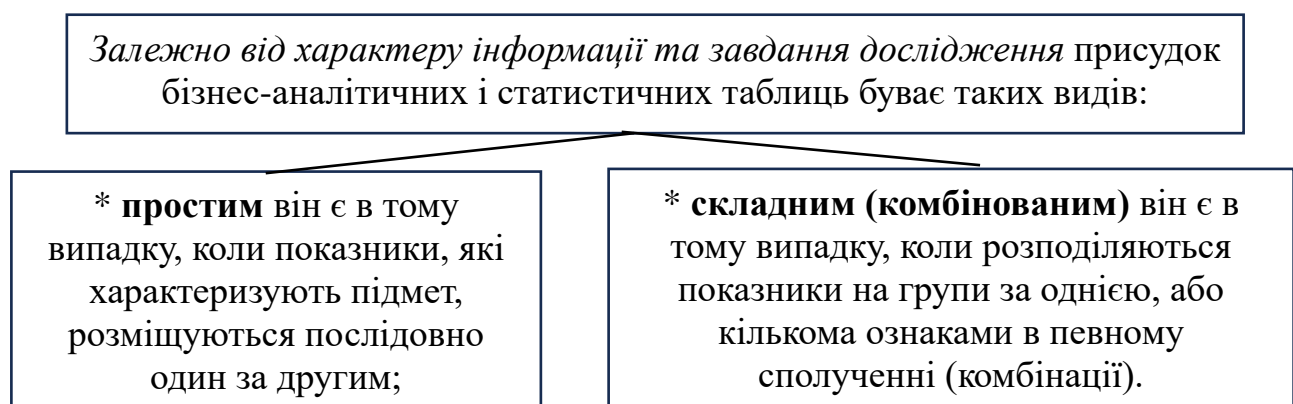 Залежно від характеру інформації та завдання дослідження присудок
бізнес-аналітичних і статистичних таблиць буває таких видів:
* простим він є в тому
випадку, коли показники, які
характеризують підмет,
розміщуються послідовно
один за другим;
* складним (комбінованим) він є в
тому випадку, коли розподіляються
показники на групи за однією, або
кількома ознаками в певному
сполученні (комбінації).